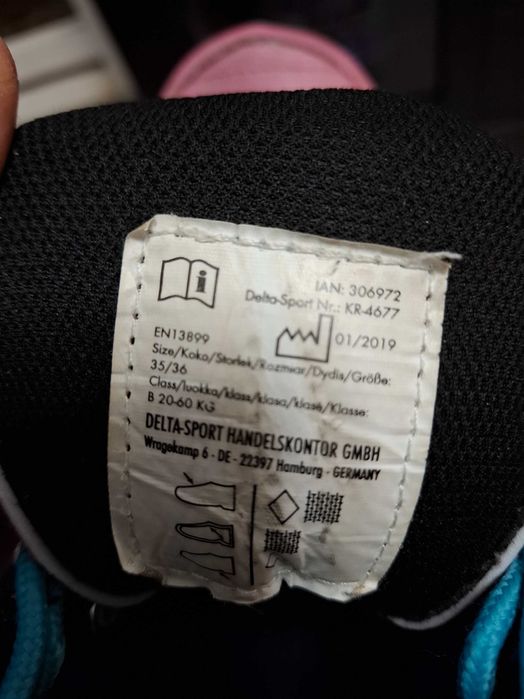 IAN: 306972
Delta-Sport Nr.: KR-4677
01/2019
EN13899
Size/Koko/Storlek/Rozmiar/Dydis/Größe:
35/36
Class/luokka/klass/klasa/klasė/Klasse:
B 20-60 KG
DELTA-SPORT HANDELSKONTOR GMBH
Wragekamp 6 · DE - 22397 Hamburg - GERMANY